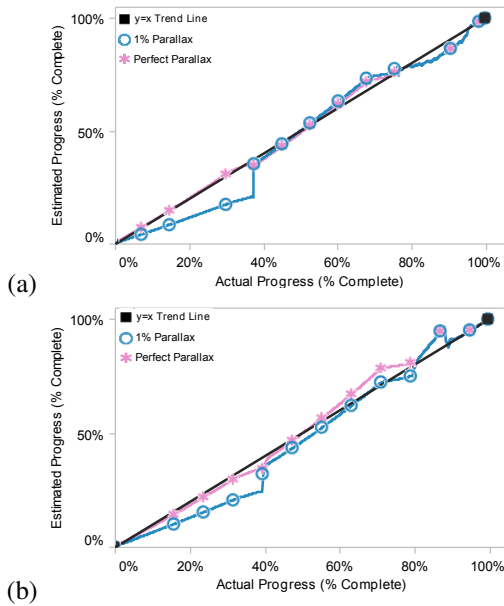 100%
y=x Trend Line
1% Parallax
Perfect Parallax
50%
0%
Estimated Progress (% Complete)
0% 20% 40% 60% 80% 100%
Actual Progress (% Complete)
(a)
100%
y=x Trend Line
1% Parallax
Perfect Parallax
50%
0%
Estimated Progress (% Complete)
0% 20% 40% 60% 80% 100%
Actual Progress (% Complete)
(b)